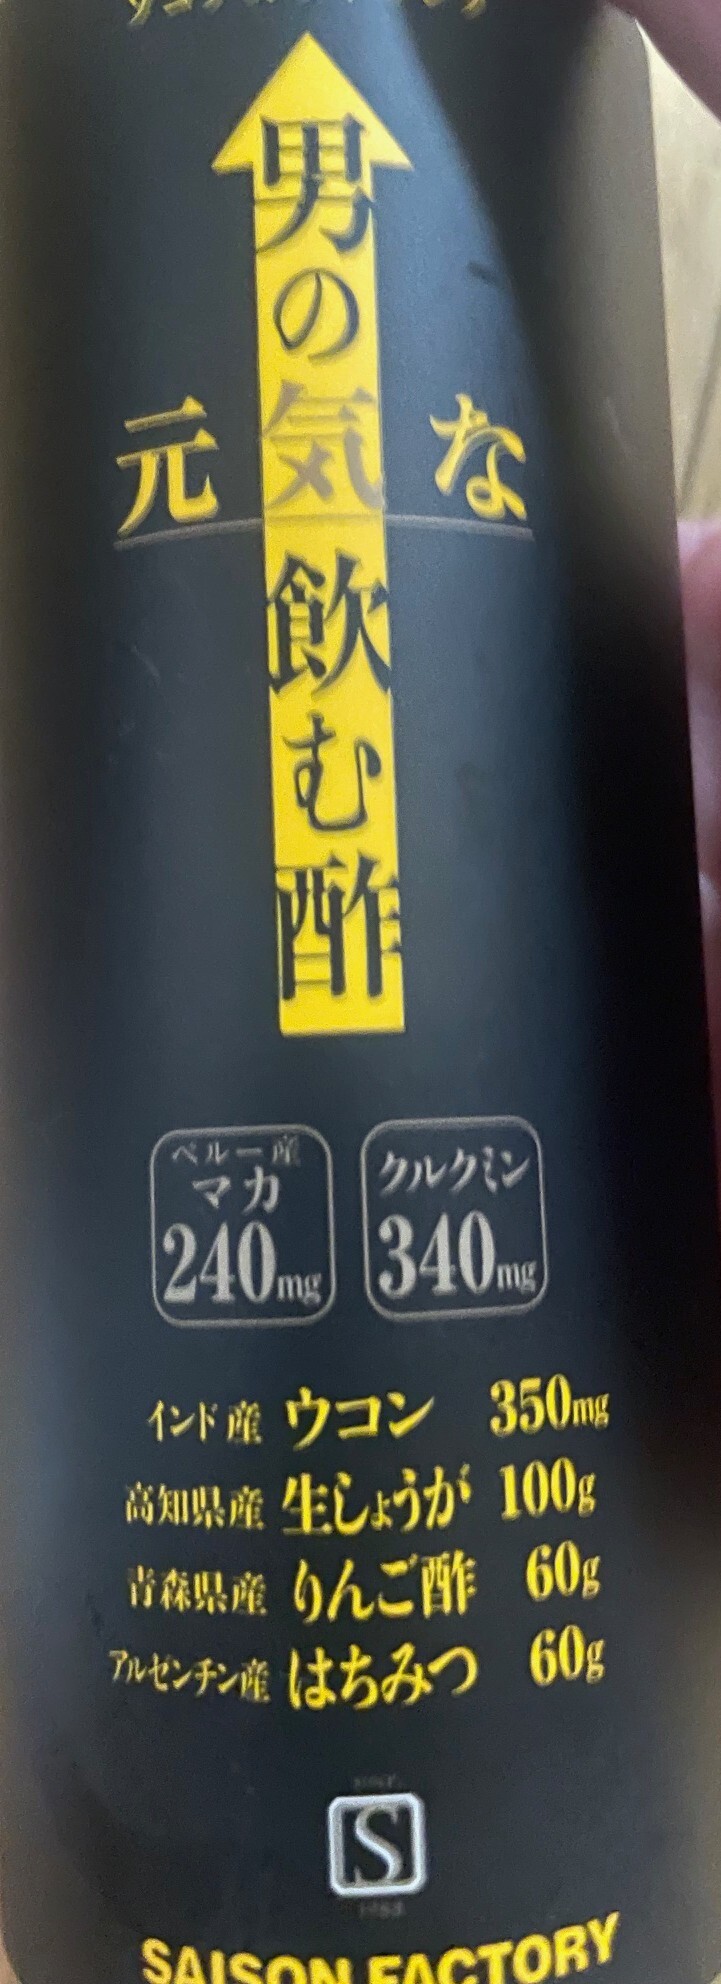 男の気飲む酢
元 気 な
ペルー産
マカ
240mg
クルクミン
340mg
インド産 ウコン 350mg
高知県産 生しょうが 100g
青森県産 りんご酢 60g
アルゼンチン産 はちみつ 60g
S
SAISON FACTORY